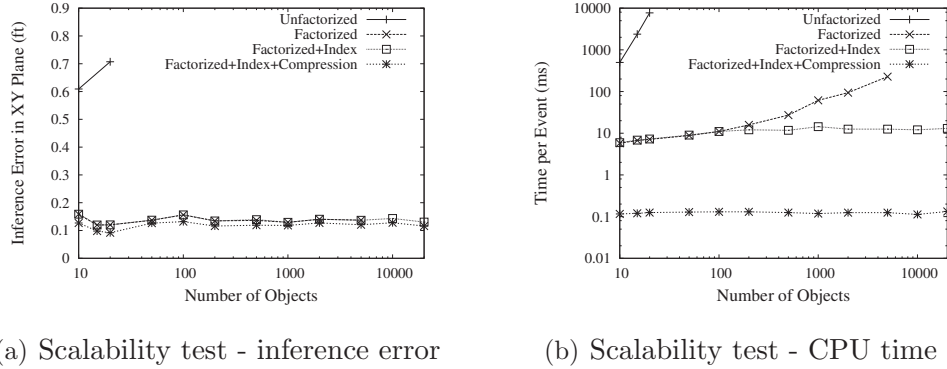 0.9
0.8
0.7
0.6
0.5
0.4
0.3
0.2
0.1
0
Inference Error in XY Plane (ft)
Unfactorized
Factorized
Factorized+Index
Factorized+Index+Compression
10 100 1000 10000
Number of Objects
(a) Scalability test - inference error
10000
1000
100
10
1
0.1
0.01
Time per Event (ms)
Unfactorized
Factorized
Factorized+Index
Factorized+Index+Compression
10 100 1000 10000
Number of Objects
(b) Scalability test - CPU time